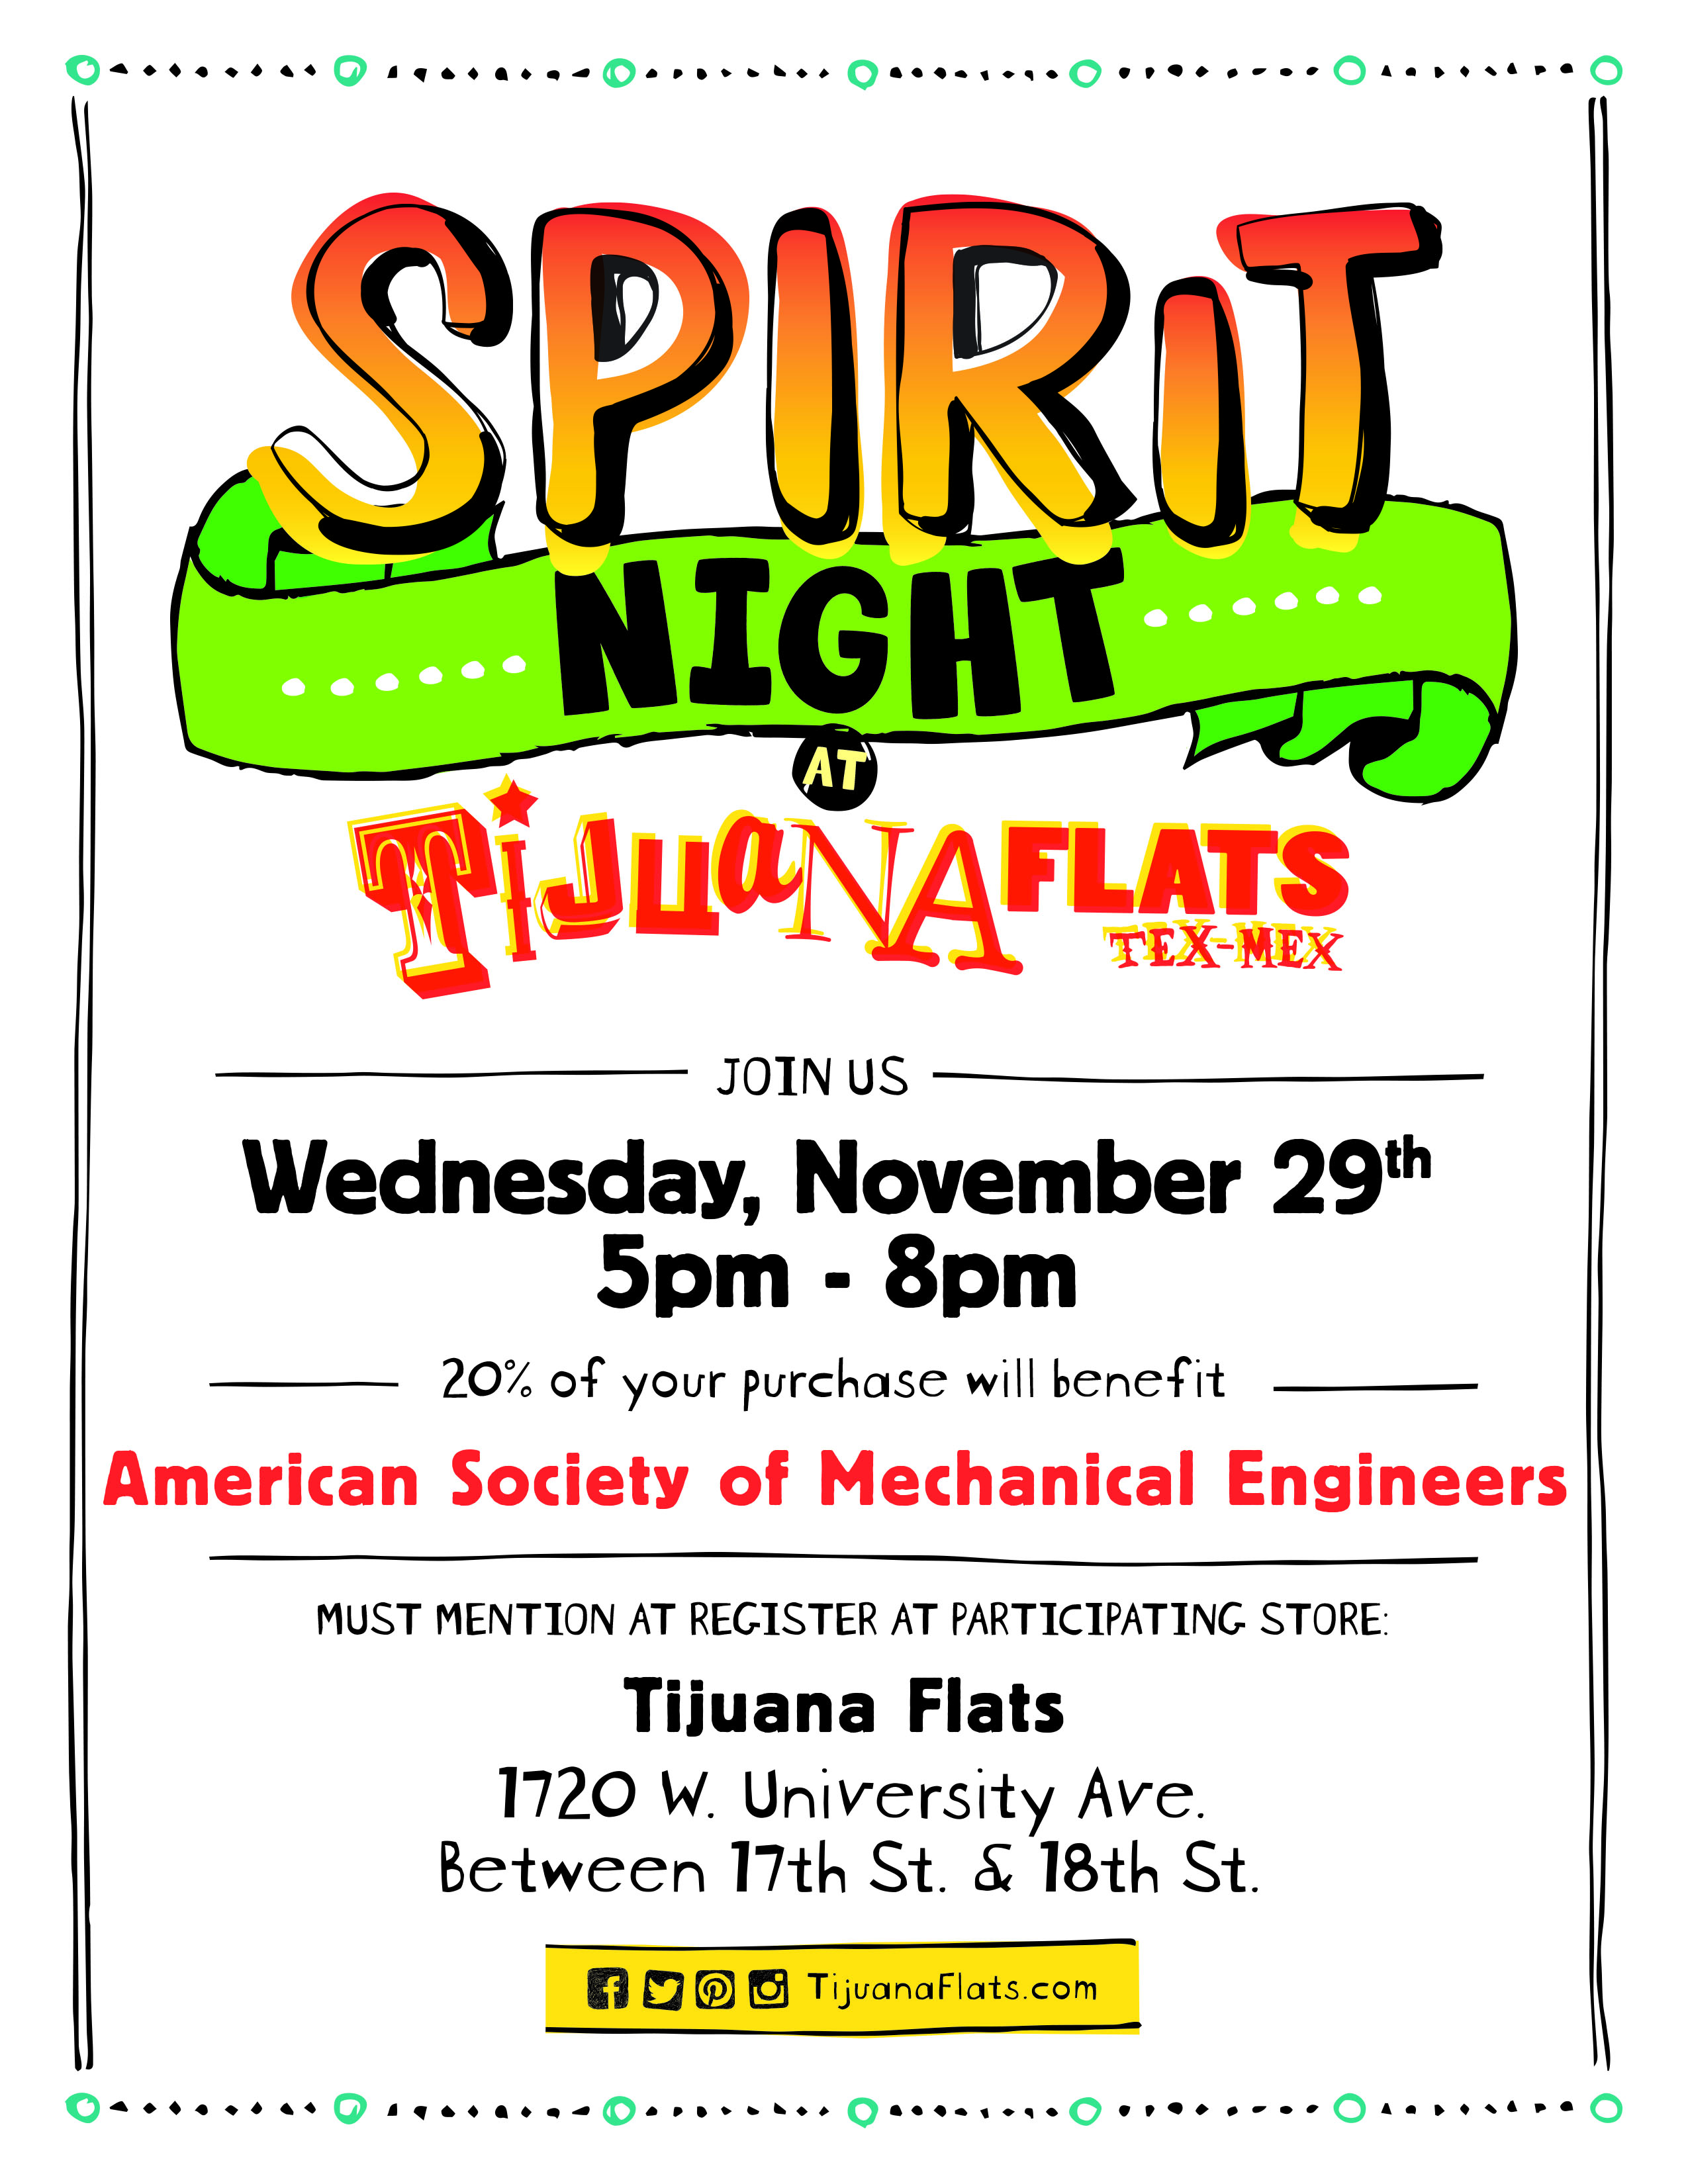 SPIRiT
NIGHT
AT
TiJUaNA FLATS
TEX-MEX
JOIN US
Wednesday, November 29th
5pm - 8pm
20% of your purchase will benefit
American Society of Mechanical Engineers
MUST MENTION AT REGISTER AT PARTICIPATING STORE:
Tijuana Flats
1720 W. University Ave.
Between 17th St. & 18th St.
TijuanaFlats.com